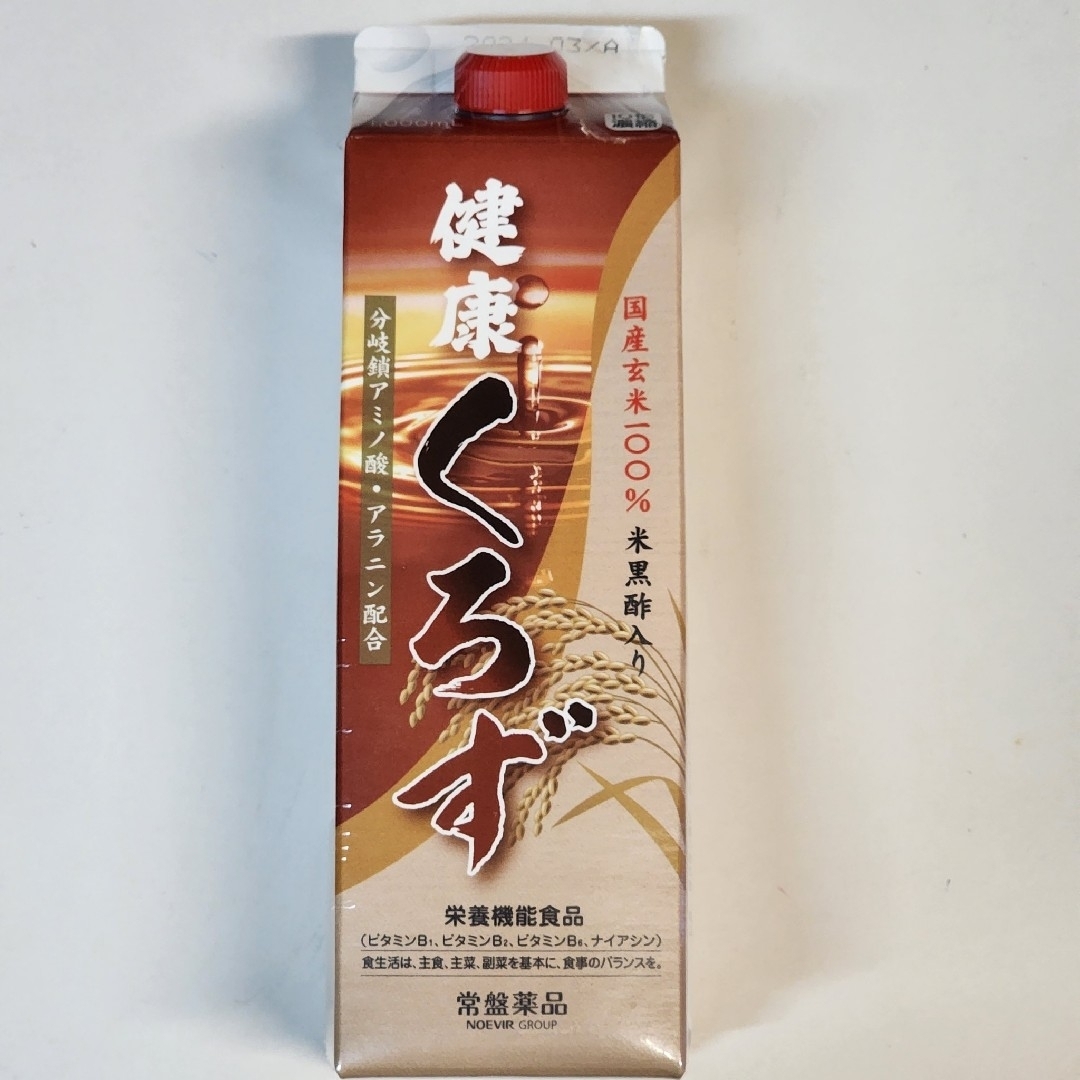 健康
くろず
国産玄米一〇〇%
米黒酢入り
分岐鎖アミノ酸・アラニン配合
栄養機能食品
(ビタミンB1、ビタミンB2、ビタミンB6、ナイアシン)
食生活は、主食、主菜、副菜を基本に、食事のバランスを。
常盤薬品
NOEVIR GROUP